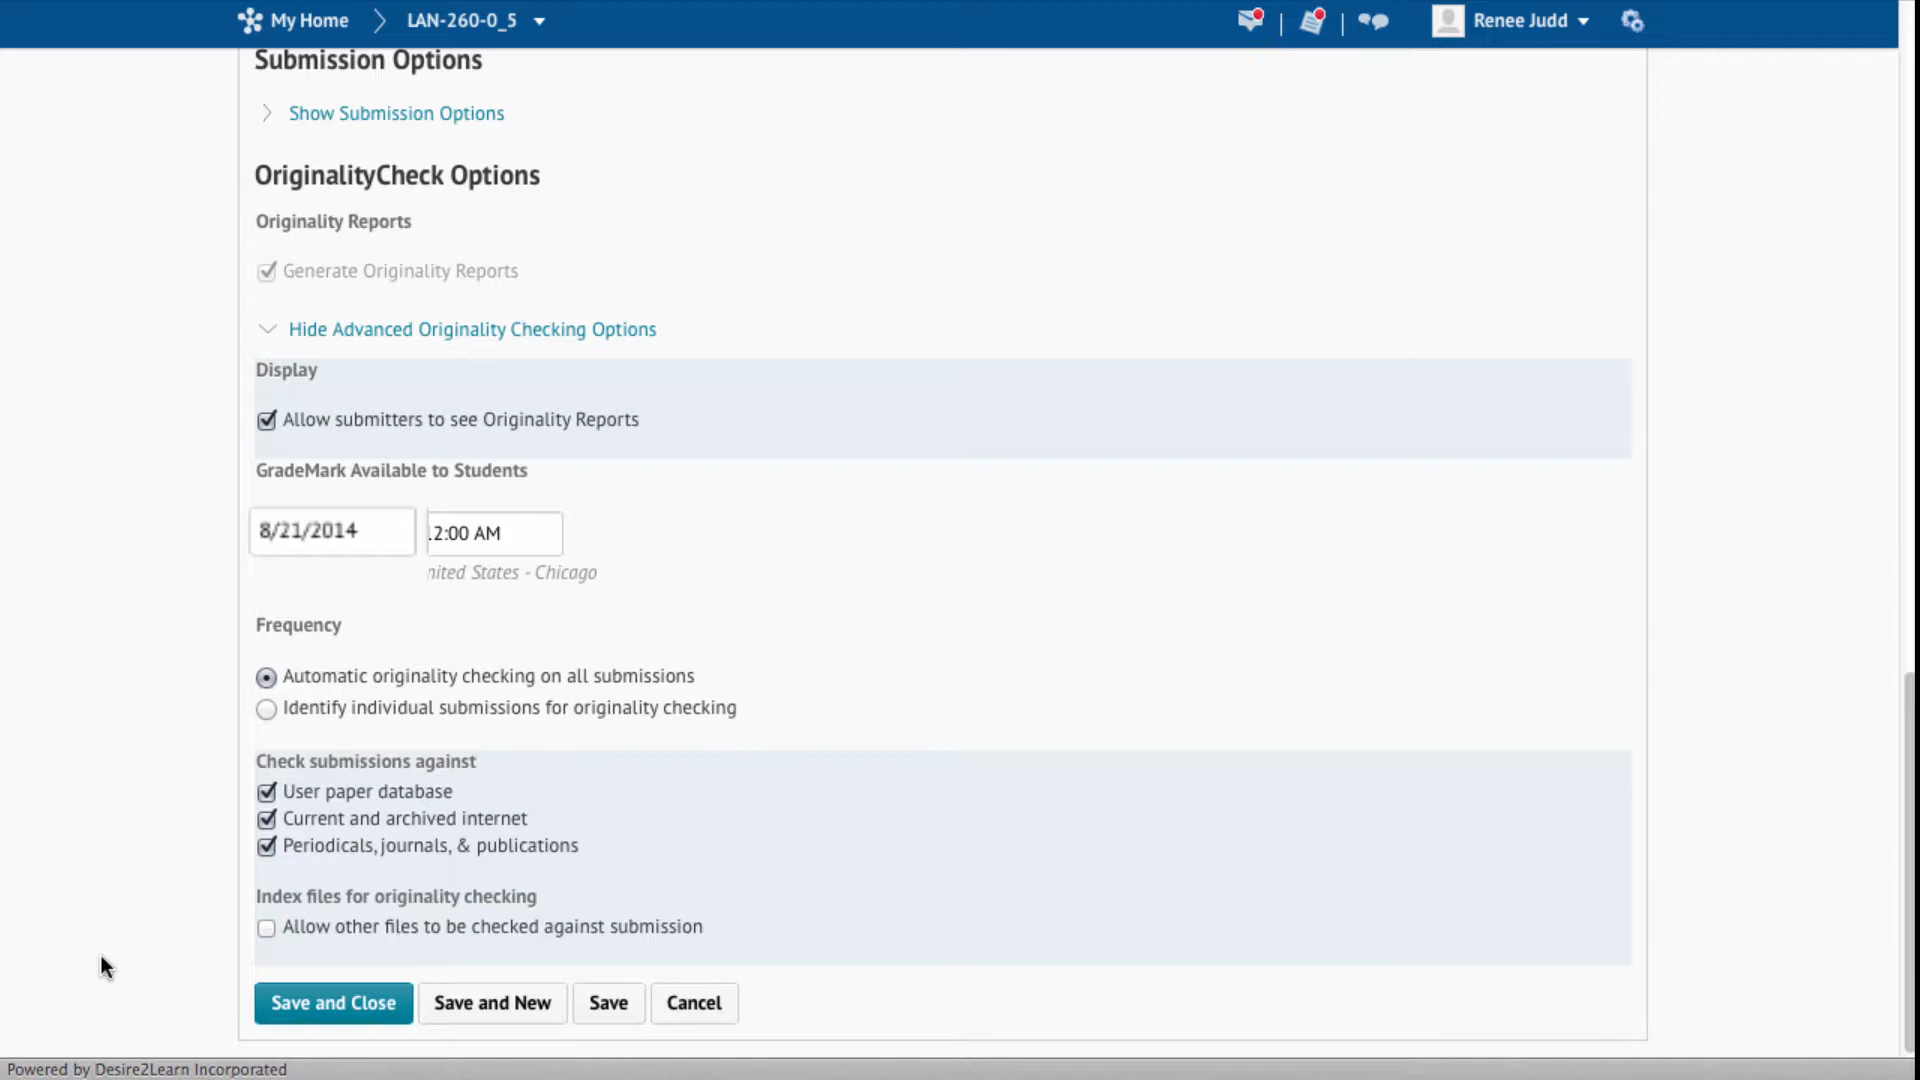 My Home LAN-260-0_5 Renee Judd
Submission Options
Show Submission Options
OriginalityCheck Options
Originality Reports
Generate Originality Reports
Hide Advanced Originality Checking Options
Display
Allow submitters to see Originality Reports
GradeMark Available to Students
8/21/2014 2:00 AM
nited States - Chicago
Frequency
Automatic originality checking on all submissions
Identify individual submissions for originality checking
Check submissions against
User paper database
Current and archived internet
Periodicals, journals, & publications
Index files for originality checking
Allow other files to be checked against submission
Save and Close Save and New Save Cancel
Powered by Desire2Learn Incorporated